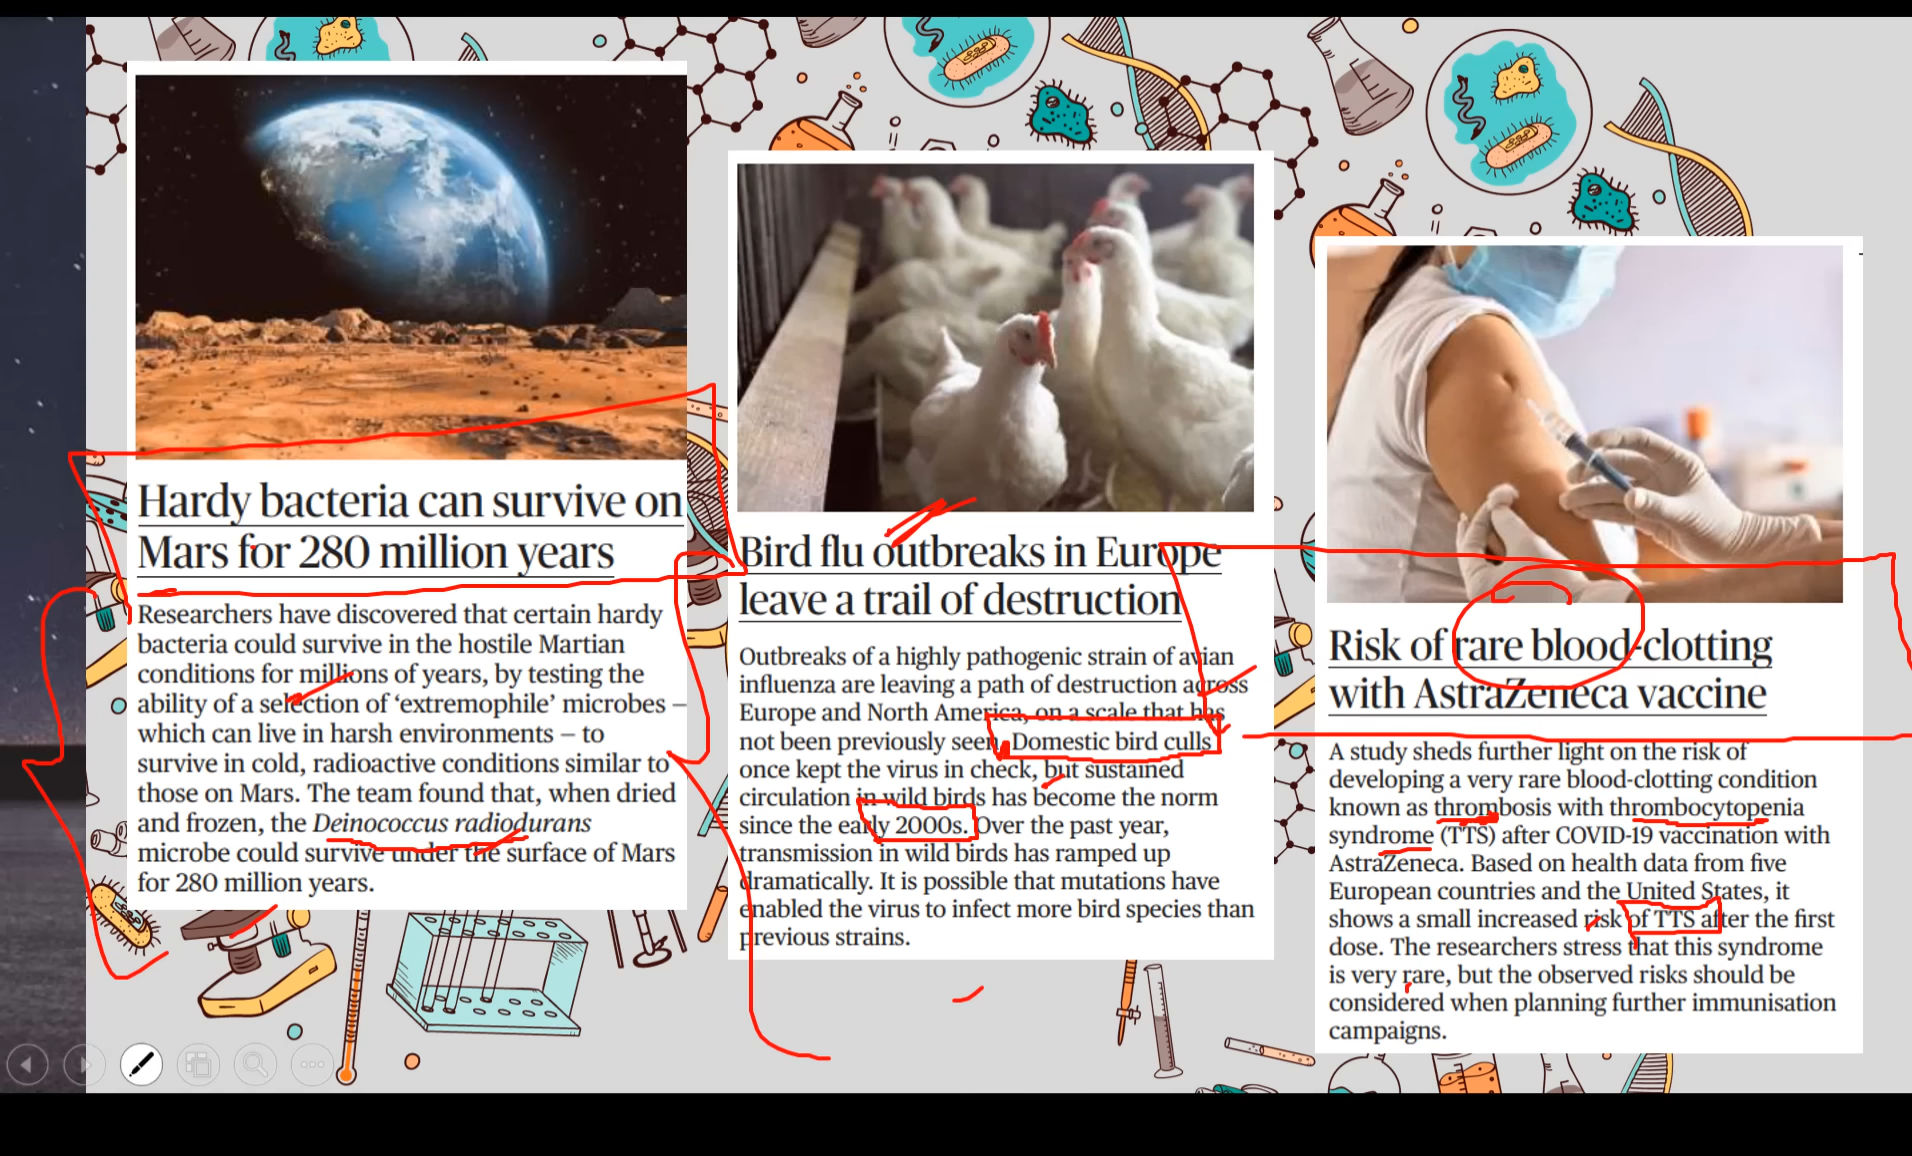 Hardy bacteria can survive on
Mars for 280 million years
Researchers have discovered that certain hardy
bacteria could survive in the hostile Martian
conditions for millions of years, by testing the
ability of a selection of ‘extremophile’ microbes –
which can live in harsh environments – to
survive in cold, radioactive conditions similar to
those on Mars. The team found that, when dried
and frozen, the Deinococcus radiodurans
microbe could survive under the surface of Mars
for 280 million years.
Bird flu outbreaks in Europe
leave a trail of destruction
Outbreaks of a highly pathogenic strain of avian
influenza are leaving a path of destruction across
Europe and North America, on a scale that has
not been previously seen. Domestic bird culls
once kept the virus in check, but sustained
circulation in wild birds has become the norm
since the early 2000s. Over the past year,
transmission in wild birds has ramped up
dramatically. It is possible that mutations have
enabled the virus to infect more bird species than
previous strains.
Risk of rare blood-clotting
with AstraZeneca vaccine
A study sheds further light on the risk of
developing a very rare blood-clotting condition
known as thrombosis with thrombocytopenia
syndrome (TTS) after COVID-19 vaccination with
AstraZeneca. Based on health data from five
European countries and the United States, it
shows a small increased risk of TTS after the first
dose. The researchers stress that this syndrome
is very rare, but the observed risks should be
considered when planning further immunisation
campaigns.